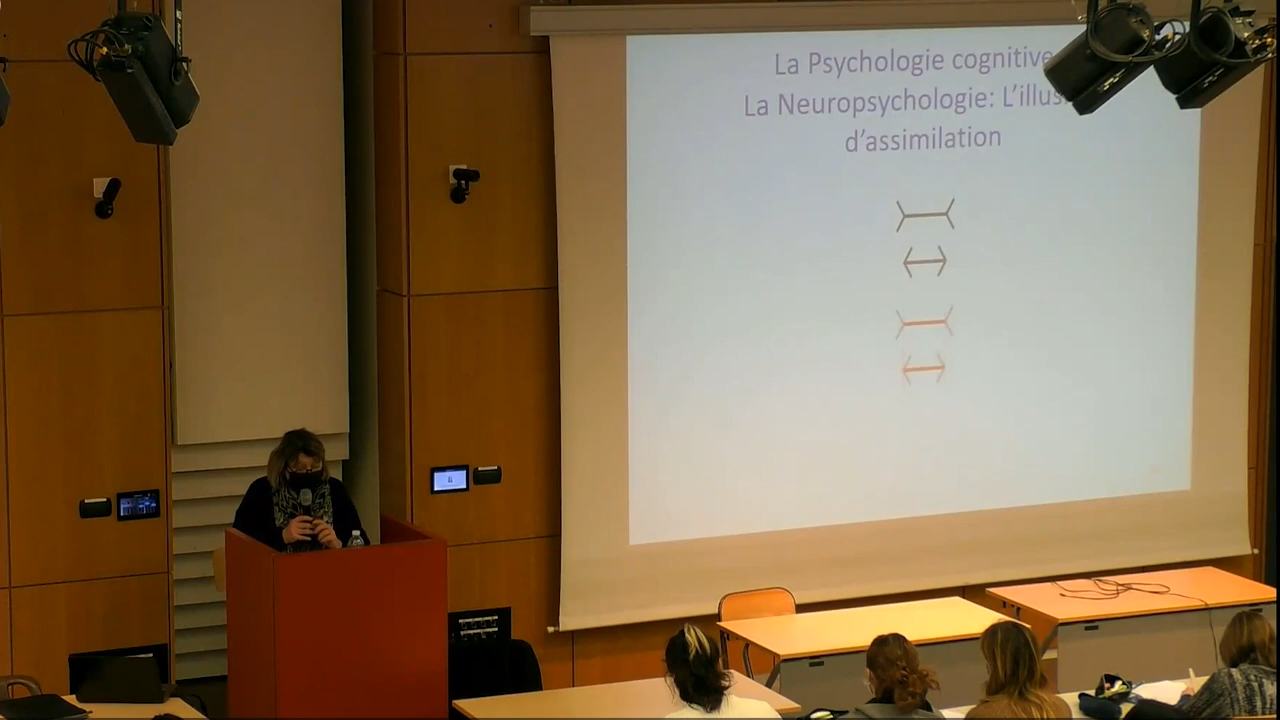 La Psychologie cognitive
La Neuropsychologie: L'illus
d'assimilation